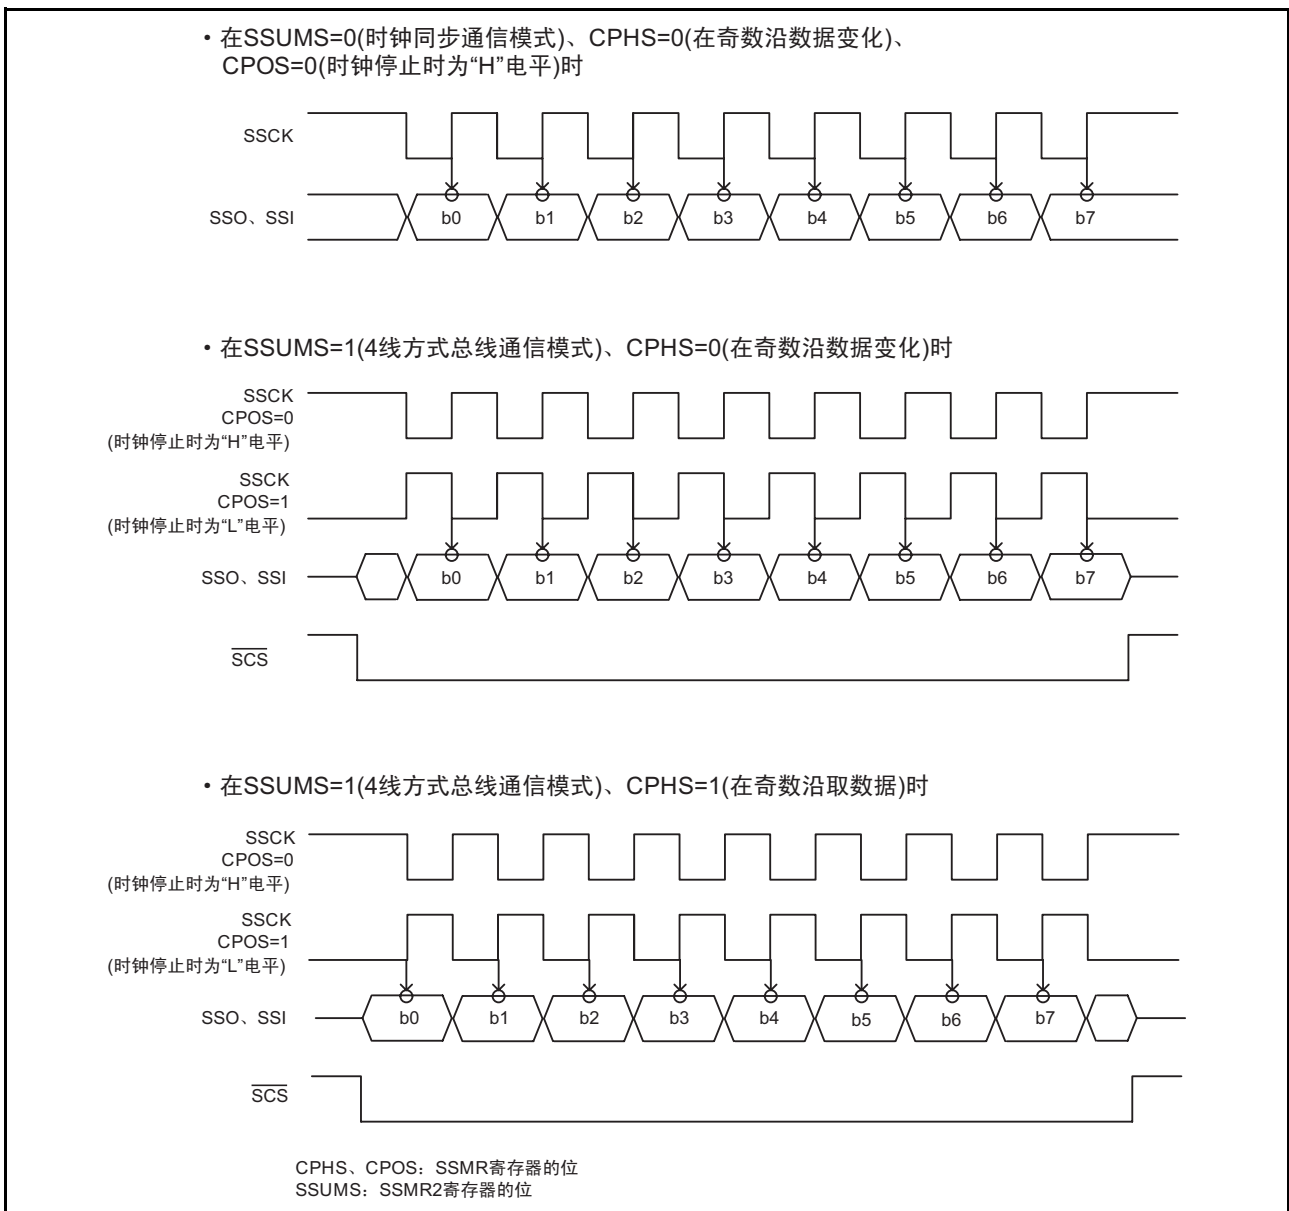 ・在SSUMS=0(时钟同步通信模式)、CPHS=0(在奇数沿数据变化)、
CPOS=0(时钟停止时为“H”电平)时
SSCK
SSO、SSI
b0 b1 b2 b3 b4 b5 b6 b7
・在SSUMS=1(4线方式总线通信模式)、CPHS=0(在奇数沿数据变化)时
SSCK
CPOS=0
(时钟停止时为“H”电平)
SSCK
CPOS=1
(时钟停止时为“L”电平)
SSO、SSI
b0 b1 b2 b3 b4 b5 b6 b7
SCS
・在SSUMS=1(4线方式总线通信模式)、CPHS=1(在奇数沿取数据)时
SSCK
CPOS=0
(时钟停止时为“H”电平)
SSCK
CPOS=1
(时钟停止时为“L”电平)
SSO、SSI
b0 b1 b2 b3 b4 b5 b6 b7
SCS
CPHS、CPOS：SSMR寄存器的位
SSUMS：SSMR2寄存器的位